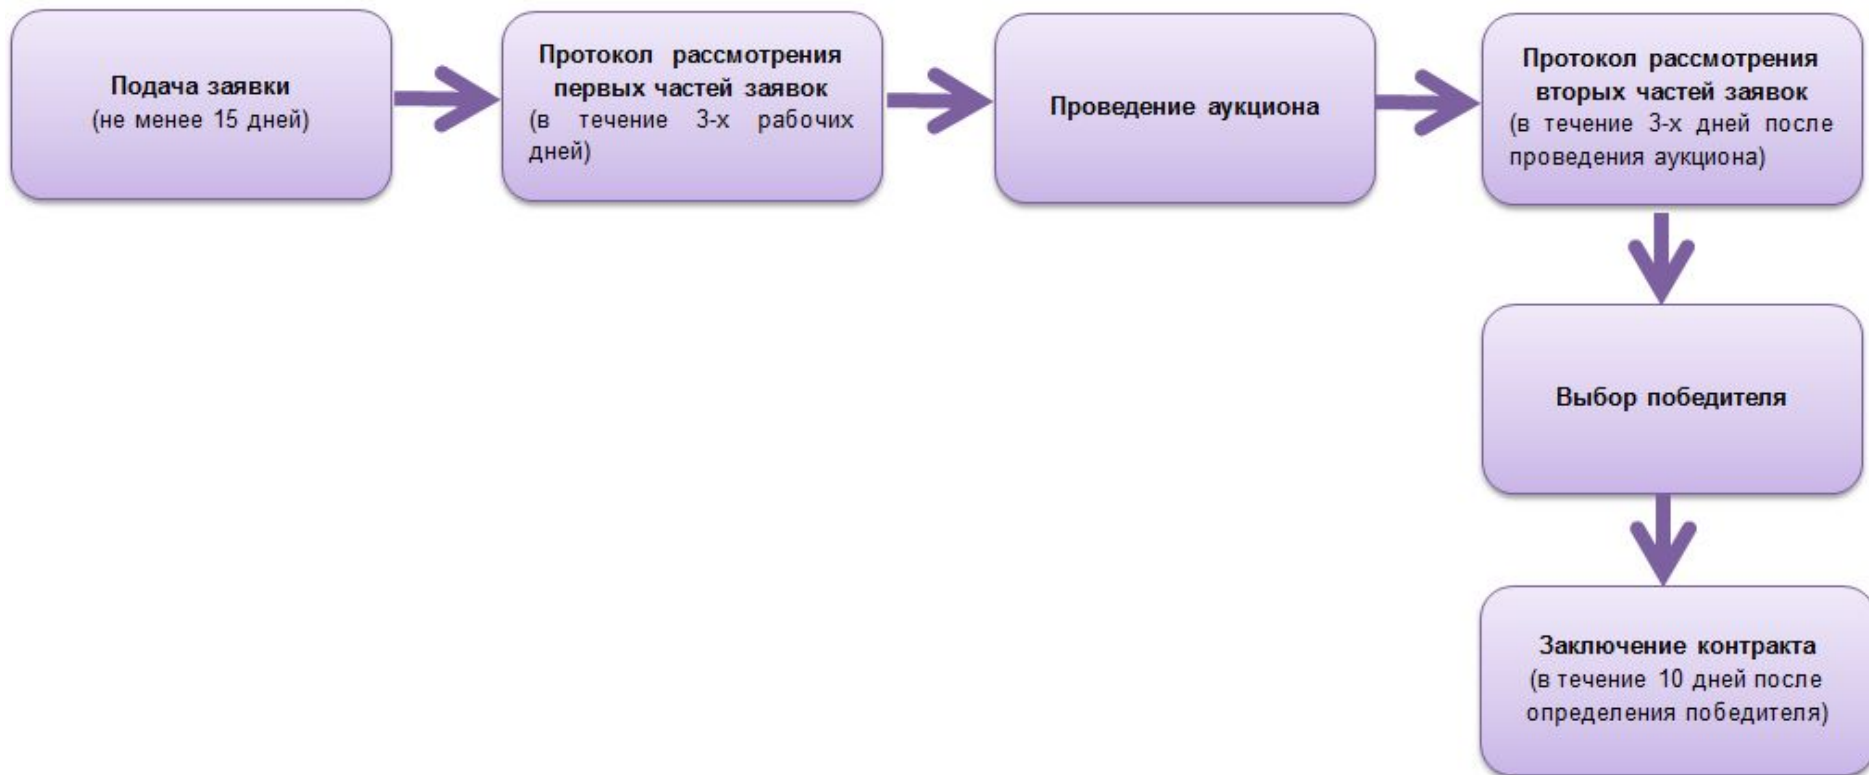 Подача заявки
(не менее 15 дней)
Протокол рассмотрения
первых частей заявок
(в течение 3-х рабочих
дней)
Проведение аукциона
Протокол рассмотрения
вторых частей заявок
(в течение 3-х дней после
проведения аукциона)
Выбор победителя
Заключение контракта
(в течение 10 дней после
определения победителя)